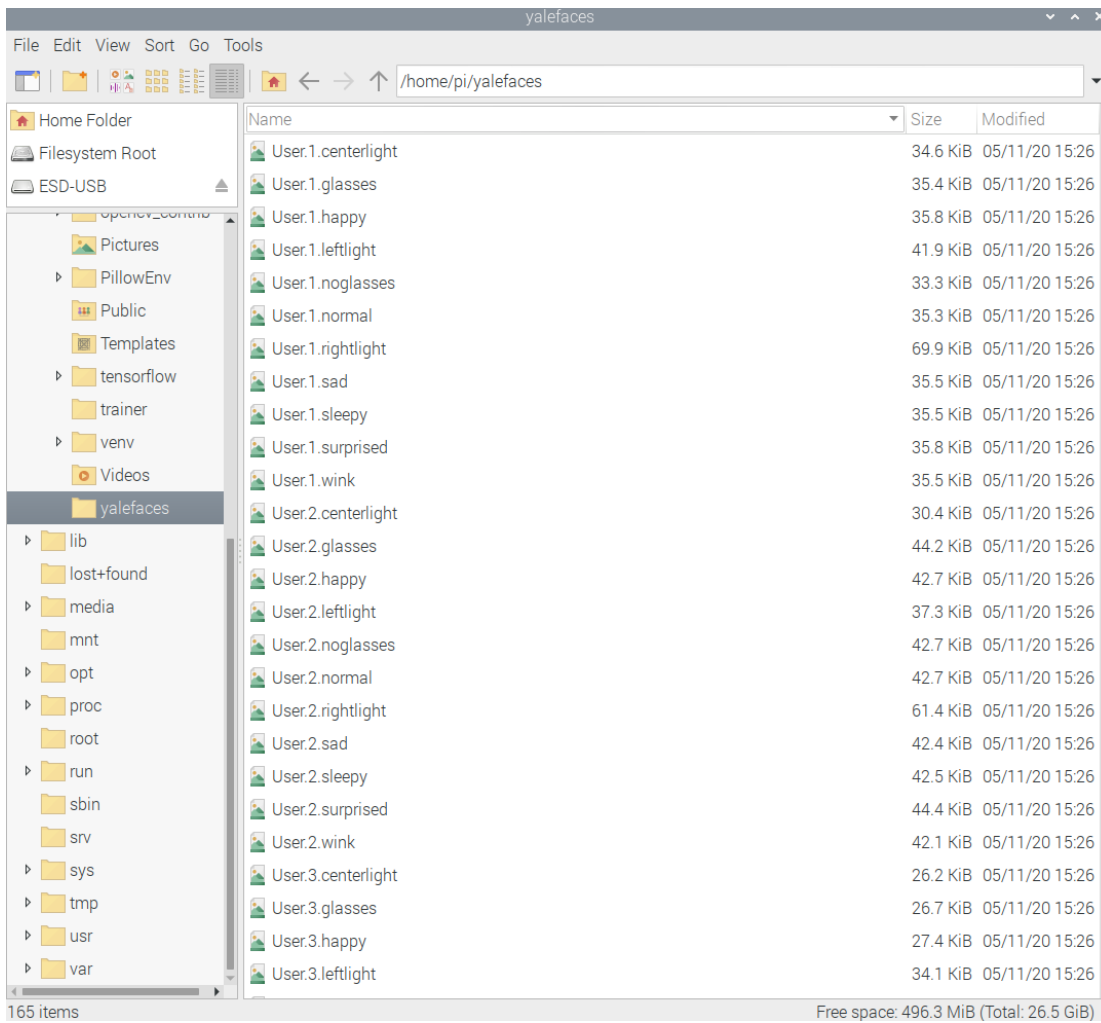 yalefaces
File Edit View Sort Go Tools
/home/pi/yalefaces
Home Folder
Filesystem Root
ESD-USB
opencv_contrib
Pictures
PillowEnv
Public
Templates
tensorflow
trainer
venv
Videos
yalefaces
lib
lost+found
media
mnt
opt
proc
root
run
sbin
srv
sys
tmp
usr
var
Name Size Modified
User.1.centerlight 34.6 KiB 05/11/20 15:26
User.1.glasses 35.4 KiB 05/11/20 15:26
User.1.happy 35.8 KiB 05/11/20 15:26
User.1.leftlight 41.9 KiB 05/11/20 15:26
User.1.noglasses 33.3 KiB 05/11/20 15:26
User.1.normal 35.3 KiB 05/11/20 15:26
User.1.rightlight 69.9 KiB 05/11/20 15:26
User.1.sad 35.5 KiB 05/11/20 15:26
User.1.sleepy 35.5 KiB 05/11/20 15:26
User.1.surprised 35.8 KiB 05/11/20 15:26
User.1.wink 35.5 KiB 05/11/20 15:26
User.2.centerlight 30.4 KiB 05/11/20 15:26
User.2.glasses 44.2 KiB 05/11/20 15:26
User.2.happy 42.7 KiB 05/11/20 15:26
User.2.leftlight 37.3 KiB 05/11/20 15:26
User.2.noglasses 42.7 KiB 05/11/20 15:26
User.2.normal 42.7 KiB 05/11/20 15:26
User.2.rightlight 61.4 KiB 05/11/20 15:26
User.2.sad 42.4 KiB 05/11/20 15:26
User.2.sleepy 42.5 KiB 05/11/20 15:26
User.2.surprised 44.4 KiB 05/11/20 15:26
User.2.wink 42.1 KiB 05/11/20 15:26
User.3.centerlight 26.2 KiB 05/11/20 15:26
User.3.glasses 26.7 KiB 05/11/20 15:26
User.3.happy 27.4 KiB 05/11/20 15:26
User.3.leftlight 34.1 KiB 05/11/20 15:26
165 items Free space: 496.3 MiB (Total: 26.5 GiB)